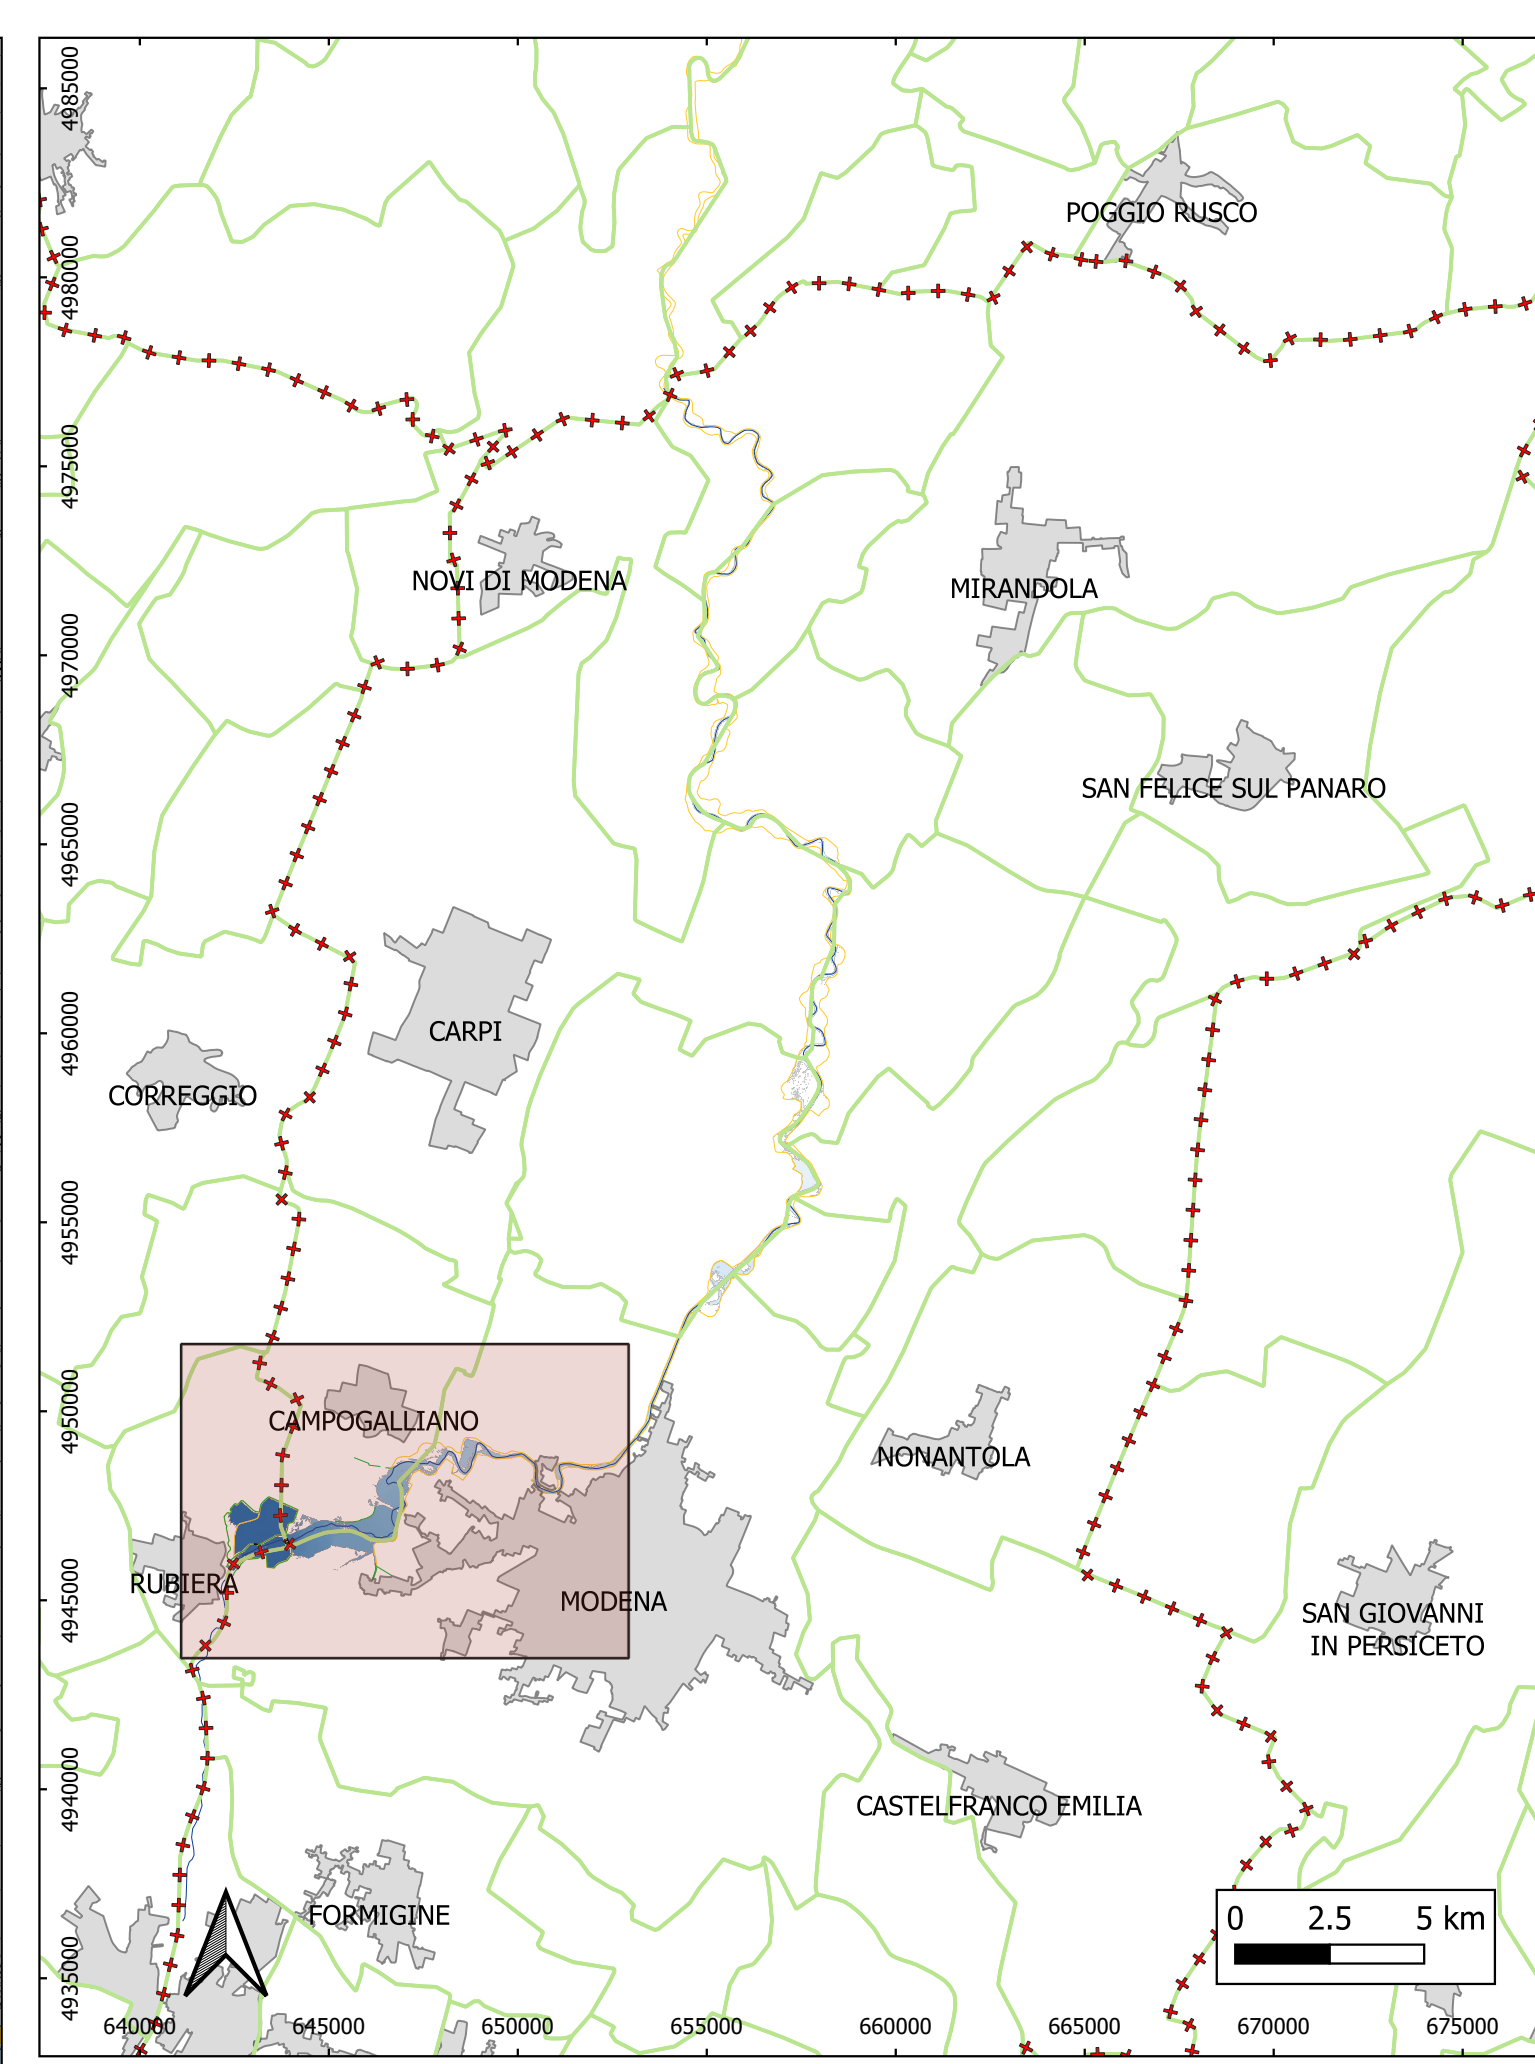 4985000
POGGIO RUSCO
4980000
4975000
NOVI DI MODENA
MIRANDOLA
4970000
SAN FELICE SUL PANARO
4965000
CARPI
4960000
CORREGGIO
4955000
CAMPOGALLIANO
4950000
NONANTOLA
RUBIERA
MODENA
4945000
SAN GIOVANNI
IN PERSICETO
4940000
CASTELFRANCO EMILIA
FORMIGINE
0 2.5 5 km
4935000
640000 645000 650000 655000 660000 665000 670000 675000